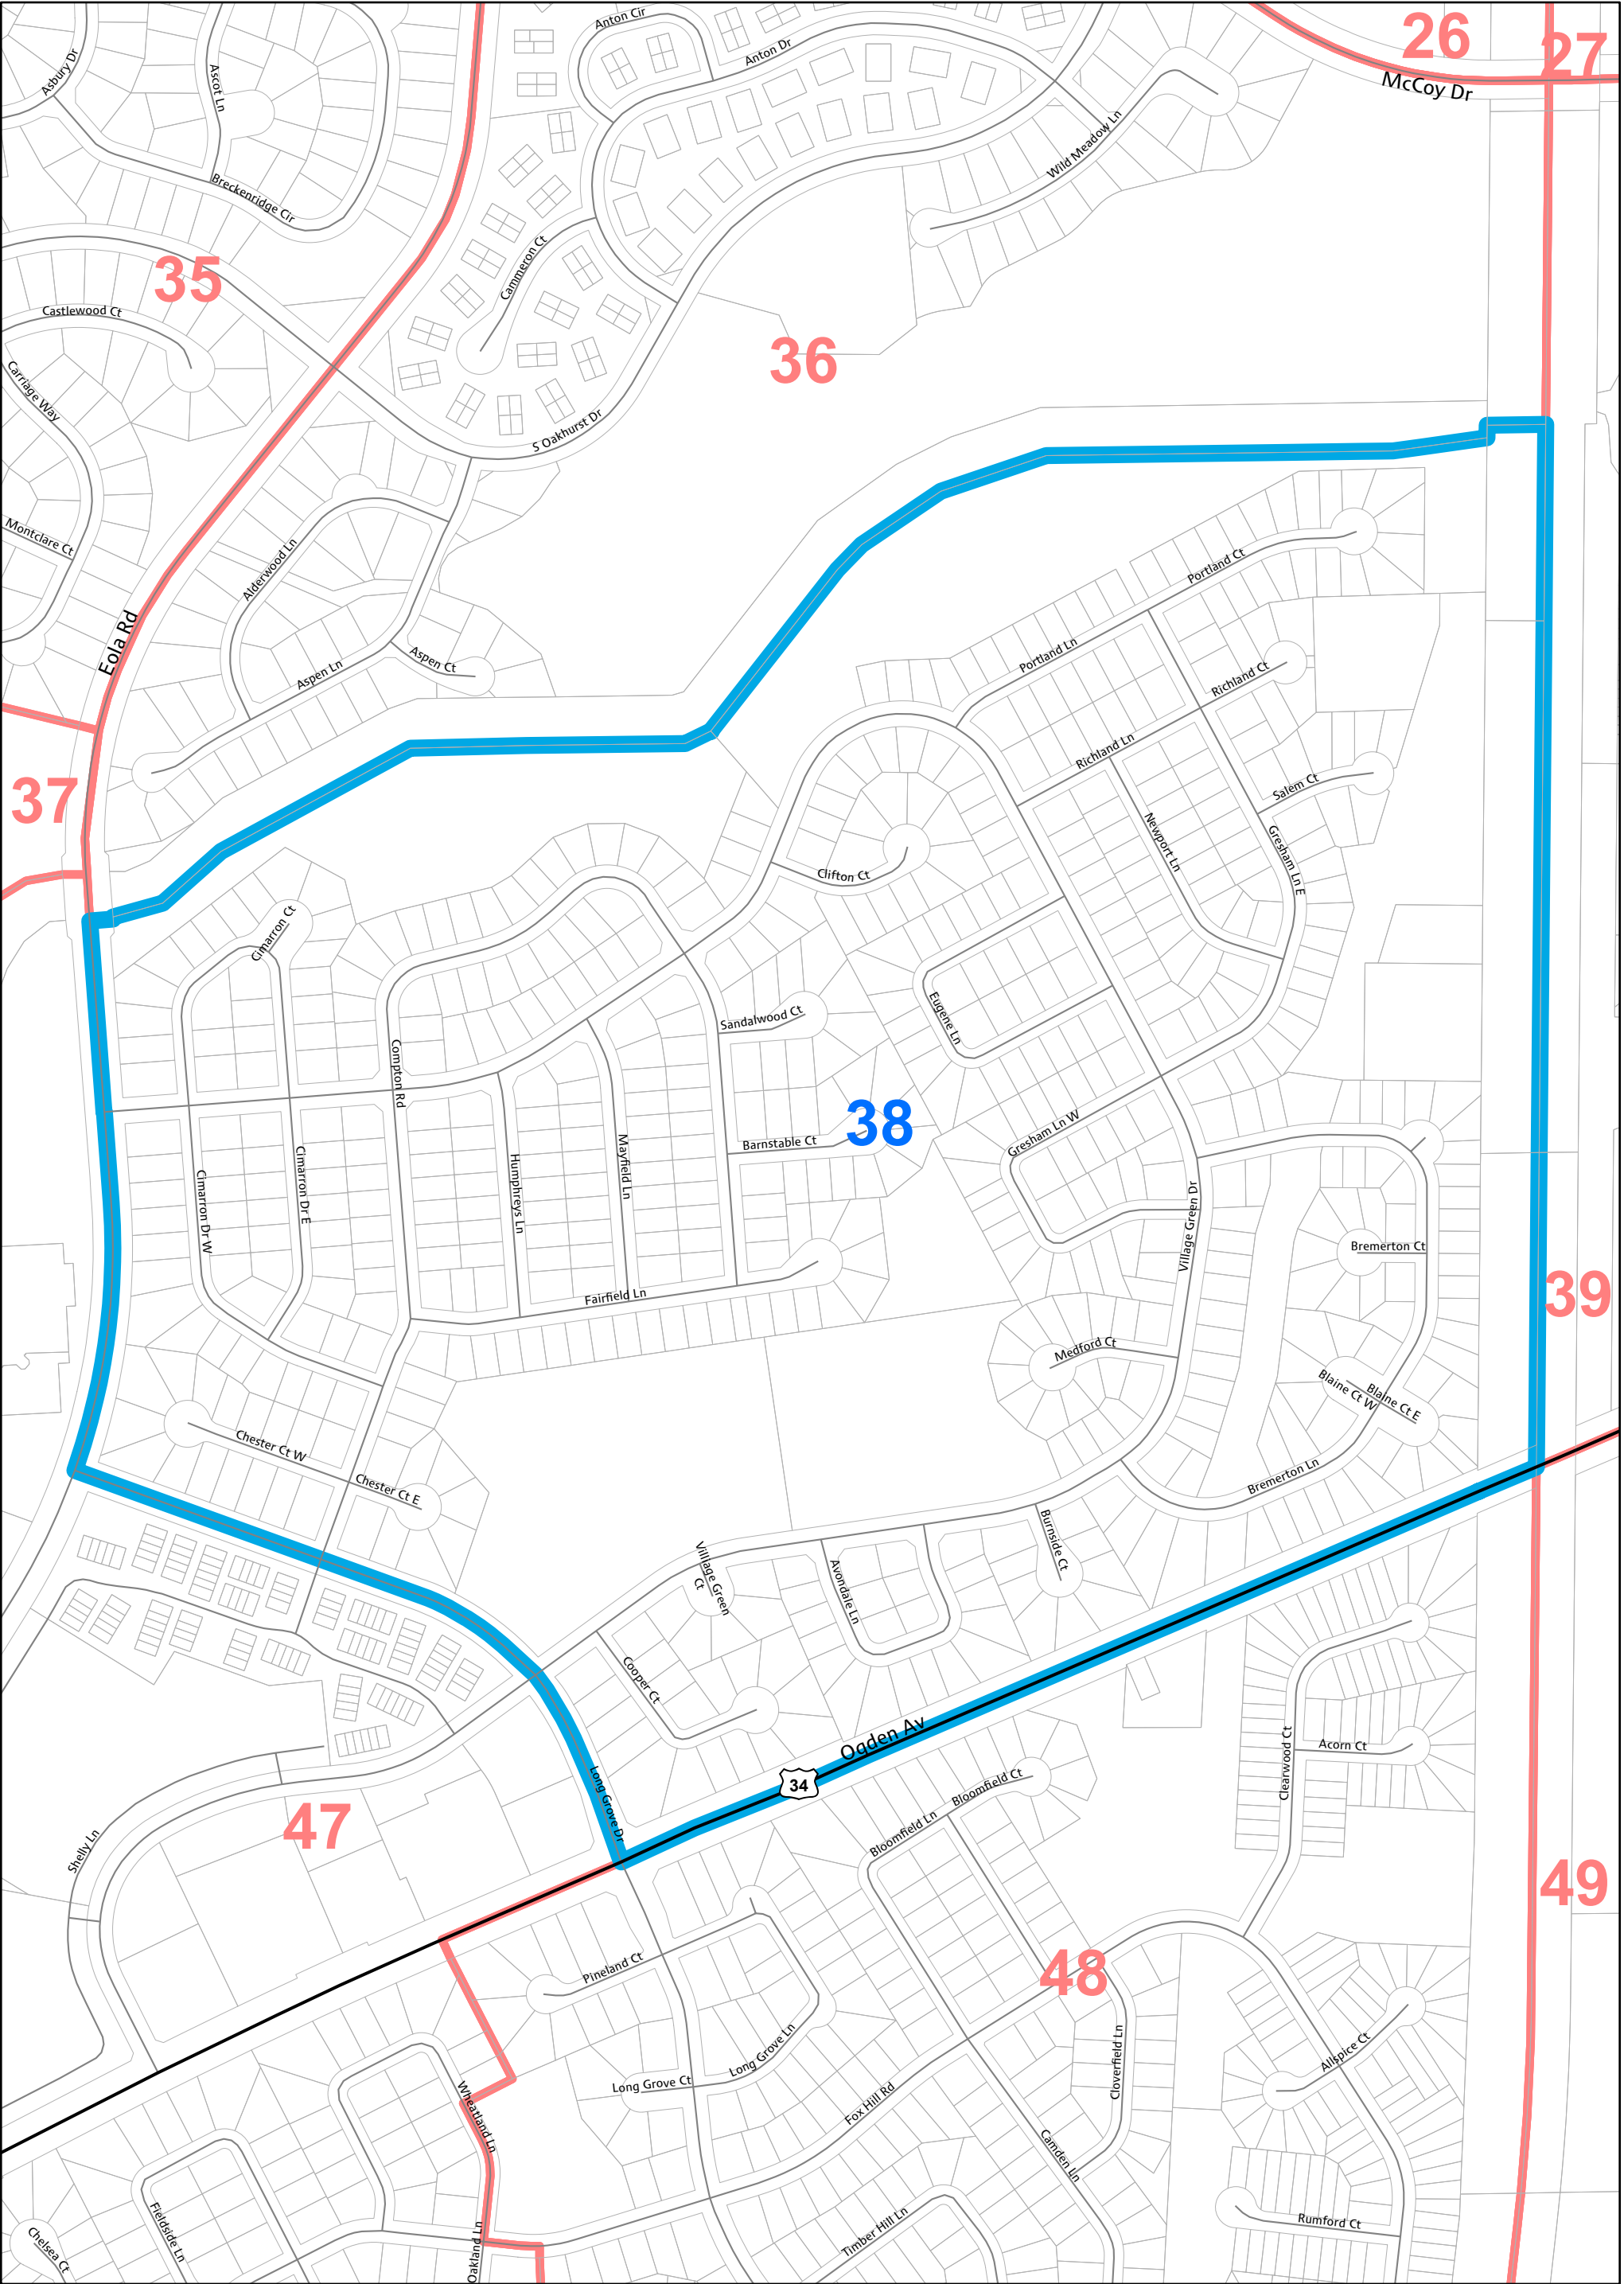 Anton Cir
26
27
Asbury Dr
Ascot Ln
Anton Dr
McCoy Dr
Wild Meadow Ln
Breckenridge Cir
35
Cammeron Ct
Castlewood Ct
36
Carriage Way
S Oakhurst Dr
Montclare Ct
Alderwood Ln
Portland Ct
Eola Rd
Aspen Ct
Aspen Ln
Portland Ln
Richland Ct
Richland Ln
37
Salem Ct
Newport Ln
Gresham Ln E
Clifton Ct
Cimarron Ct
Eugene Ln
Sandalwood Ct
Compton Rd
38
Barnstable Ct
Gresham Ln W
Mayfield Ln
Humphreys Ln
Cimarron Dr E
Cimarron Dr W
Village Green Dr
Bremerton Ct
39
Fairfield Ln
Medford Ct
Blaine Ct W
Blaine Ct E
Chester Ct W
Chester Ct E
Bremerton Ln
Burnside Ct
Villlage Green
Ct
Avondale Ln
Cooper Ct
Ogden Av
34
Clearwood Ct
Acorn Ct
Bloomfield Ct
Long Grove Dr
Bloomfield Ln
47
Shelly Ln
49
48
Pineland Ct
Long Grove Ln
Allspice Ct
Cloverfield Ln
Long Grove Ct
Fox Hill Rd
Wheatland Ln
Camden Ln
Timber Hill Ln
Rumford Ct
Fieldside Ln
Chelsea Ct
Oakland Ln